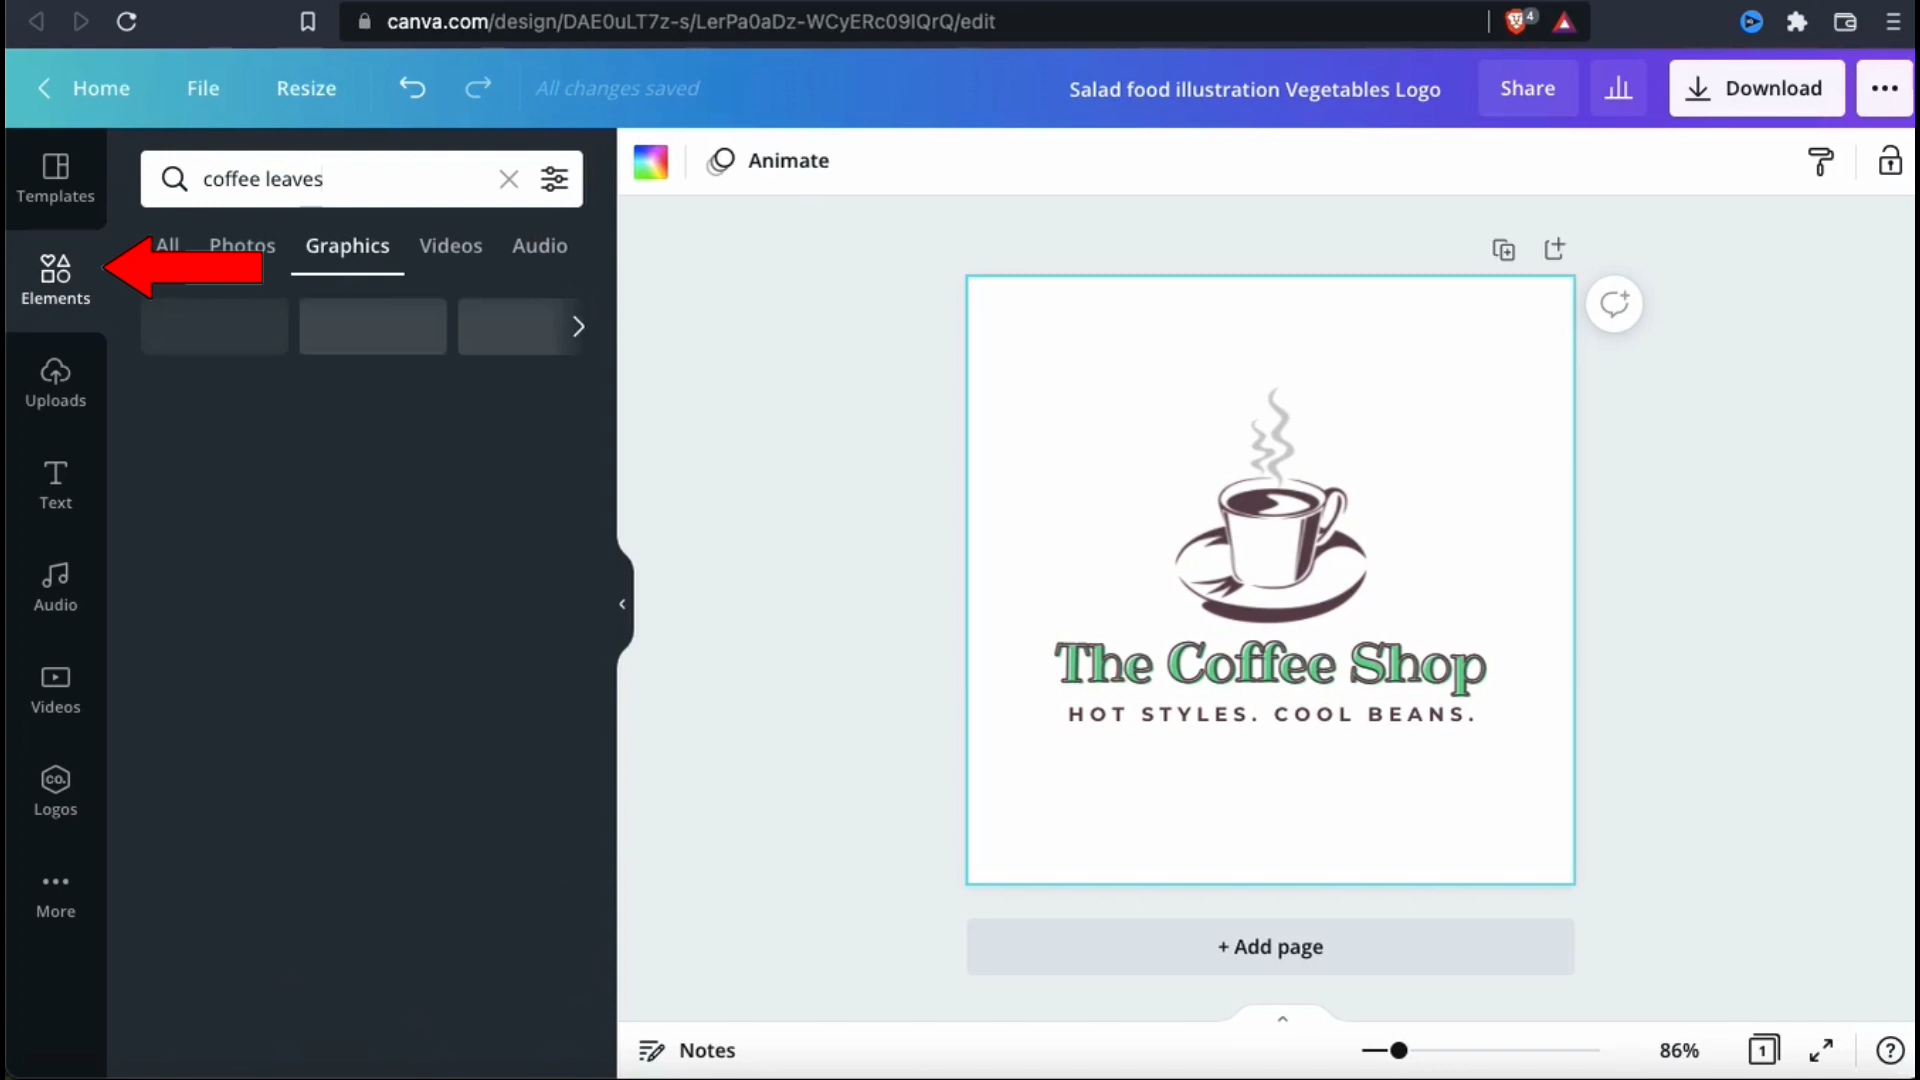 canva.com/design/DAE0uLT7z-s/LerPa0aDz-WCyERc09IQrQ/edit
4
Home
File
Resize
All changes saved
Salad food illustration Vegetables Logo
Share
Download
Templates
Elements
Uploads
Text
Audio
Videos
CO.
Logos
More
coffee leaves
All
Photos
Graphics
Videos
Audio
Animate
The Coffee Shop
HOT STYLES. COOL BEANS.
+ Add page
Notes
86%
1
?